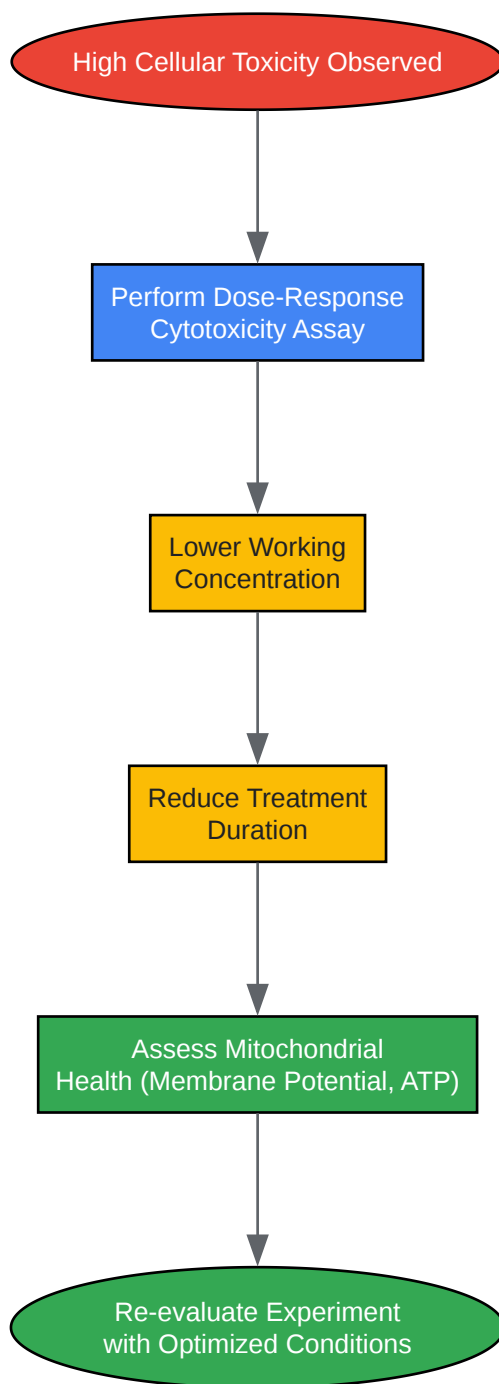 High Cellular Toxicity Observed
Perform Dose-Response
Cytotoxicity Assay
Lower Working
Concentration
Reduce Treatment
Duration
Assess Mitochondrial
Health (Membrane Potential, ATP)
Re-evaluate Experiment
with Optimized Conditions